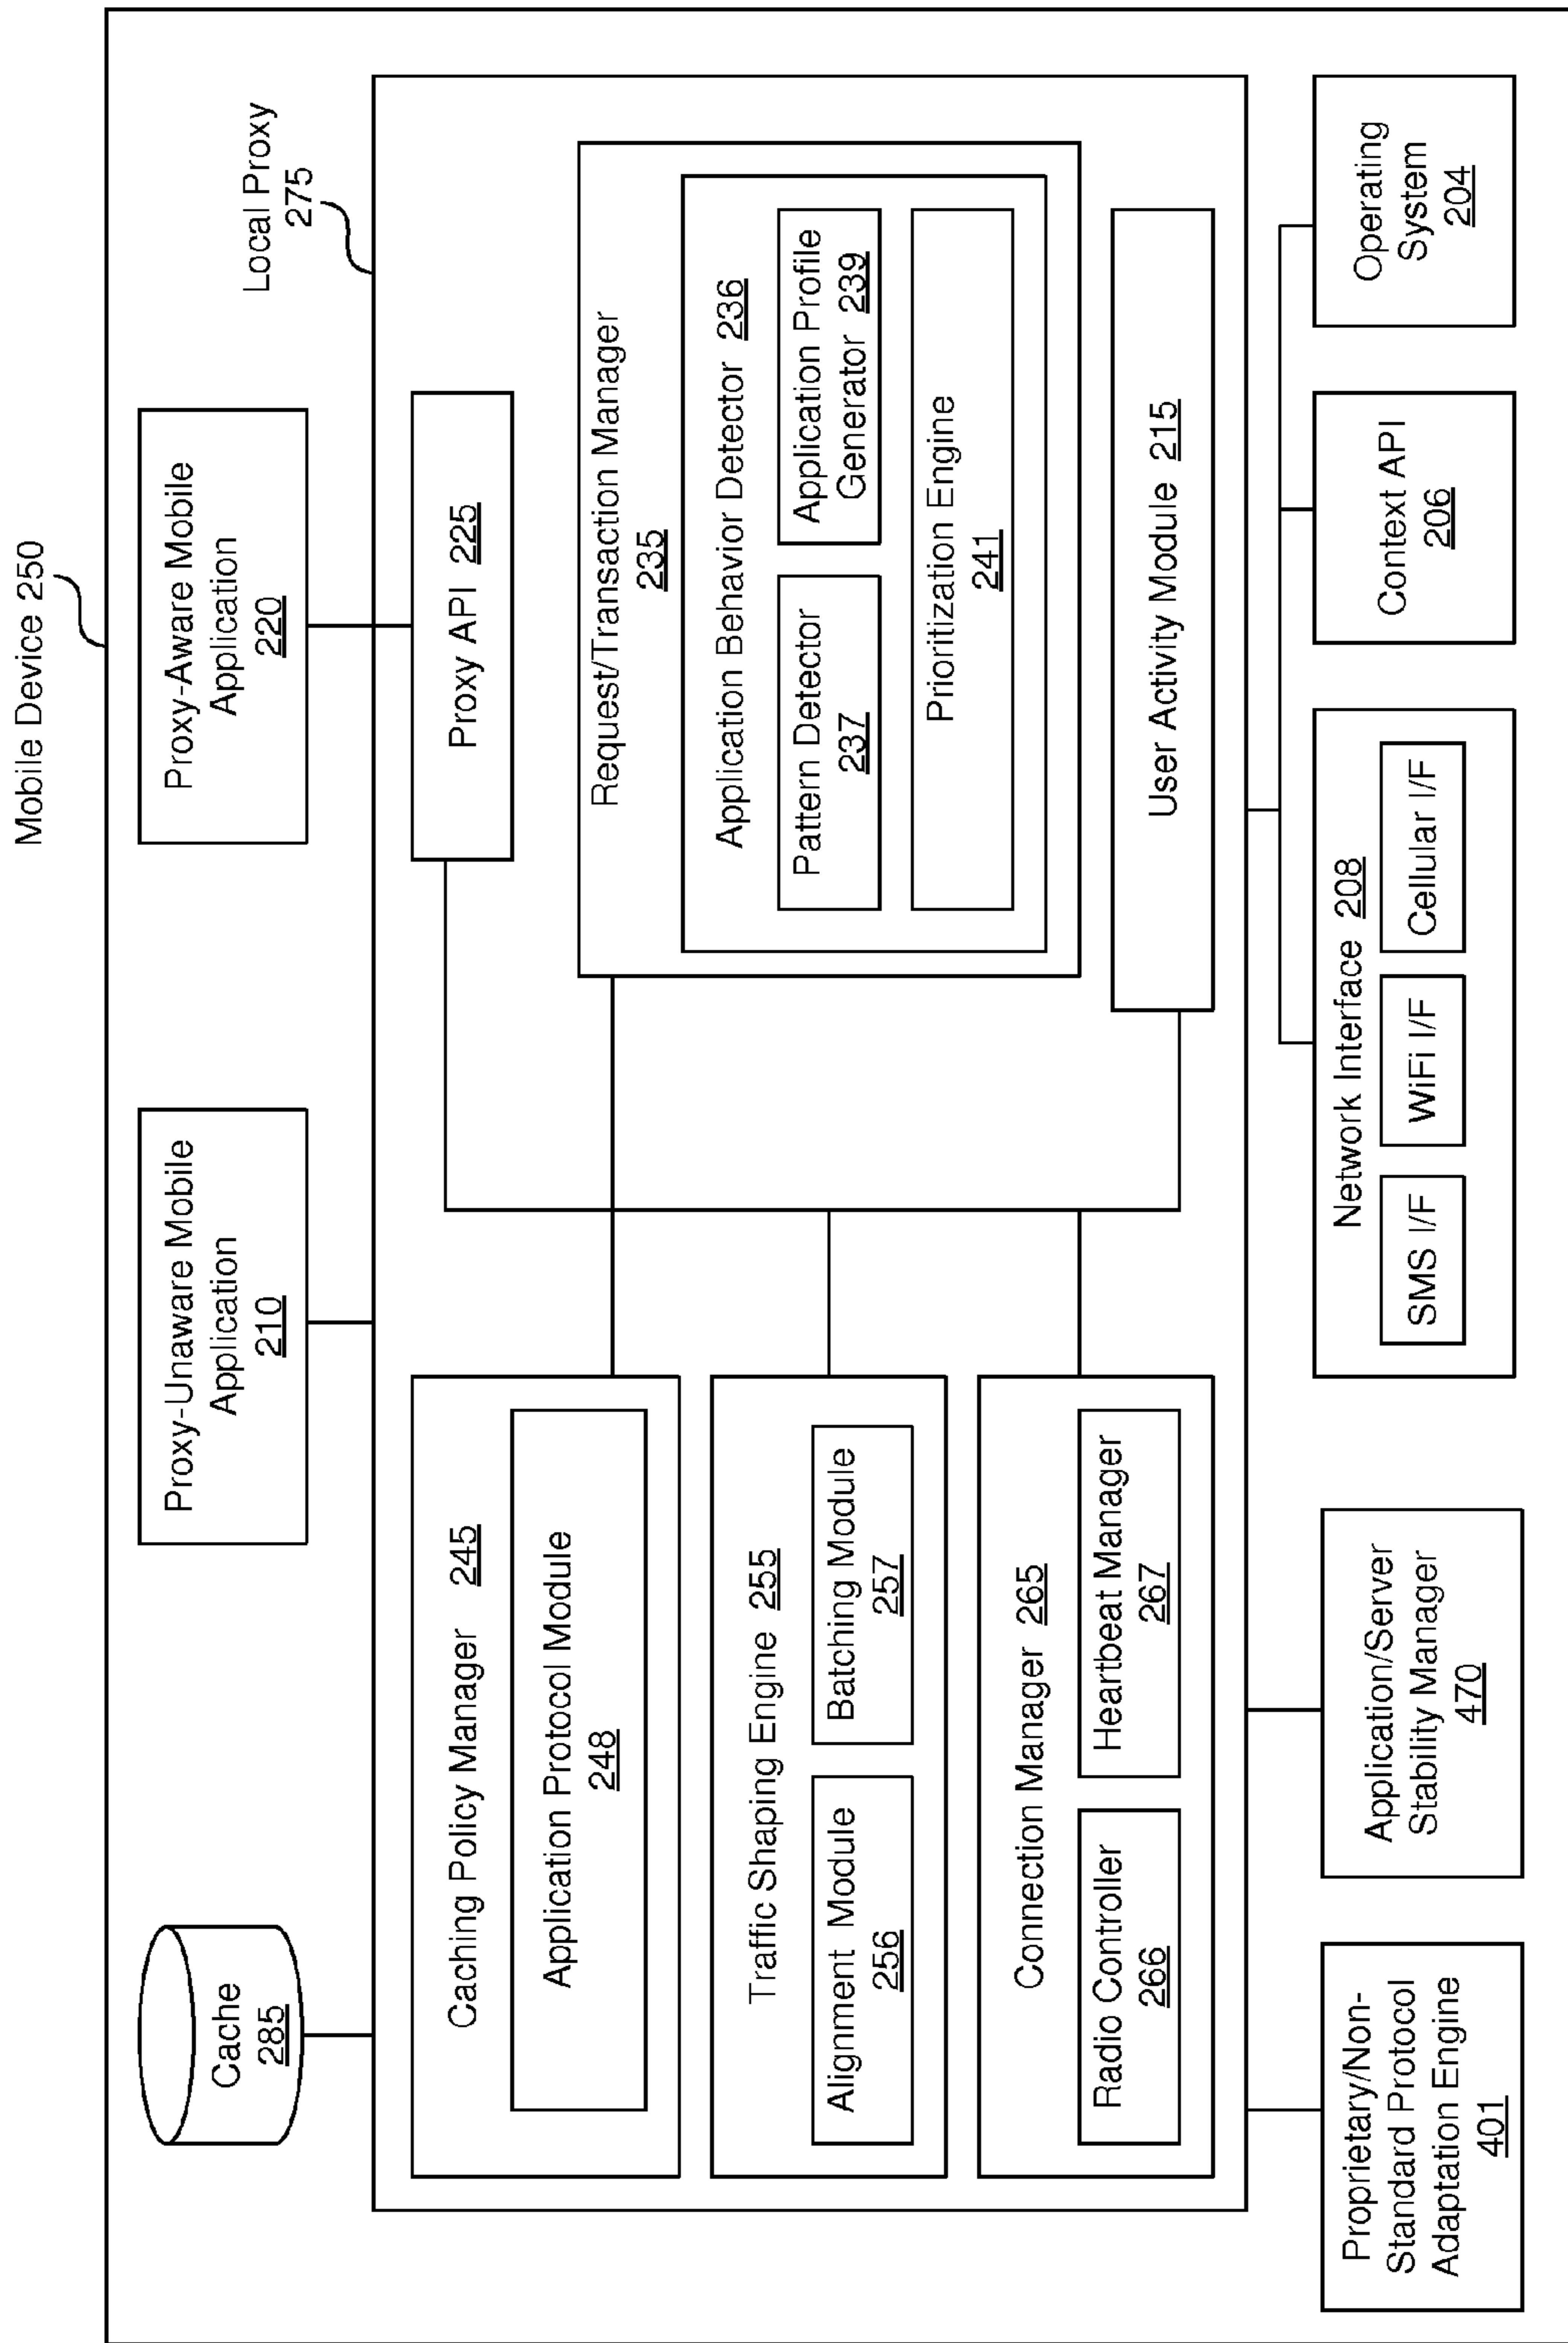 Mobile Device 250
Cache
285
Proxy-Unaware Mobile
Application
210
Proxy-Aware Mobile
Application
220
Local Proxy
275
Caching Policy Manager 245
Application Protocol Module
248
Traffic Shaping Engine 255
Alignment Module
256
Batching Module
257
Connection Manager 265
Radio Controller
266
Heartbeat Manager
267
Proxy API 225
Request/Transaction Manager
235
Application Behavior Detector 236
Pattern Detector
237
Application Profile
Generator 239
Prioritization Engine
241
User Activity Module 215
Proprietary/Non-
Standard Protocol
Adaptation Engine
401
Application/Server
Stability Manager
470
Network Interface 208
SMS I/F
WiFi I/F
Cellular I/F
Context API
206
Operating
System
204